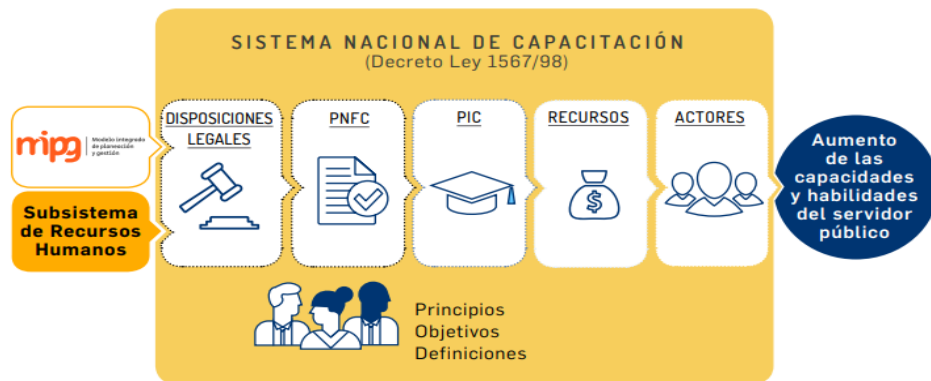 SISTEMA NACIONAL DE CAPACITACIÓN
(Decreto Ley 1567/98)
mipg
Modelo integrado
de planeación
y gestión
Subsistema
de Recursos
Humanos
DISPOSICIONES
LEGALES
PNFC
PIC
RECURSOS
$
ACTORES
Aumento
de las
capacidades
y habilidades
del servidor
público
Principios
Objetivos
Definiciones